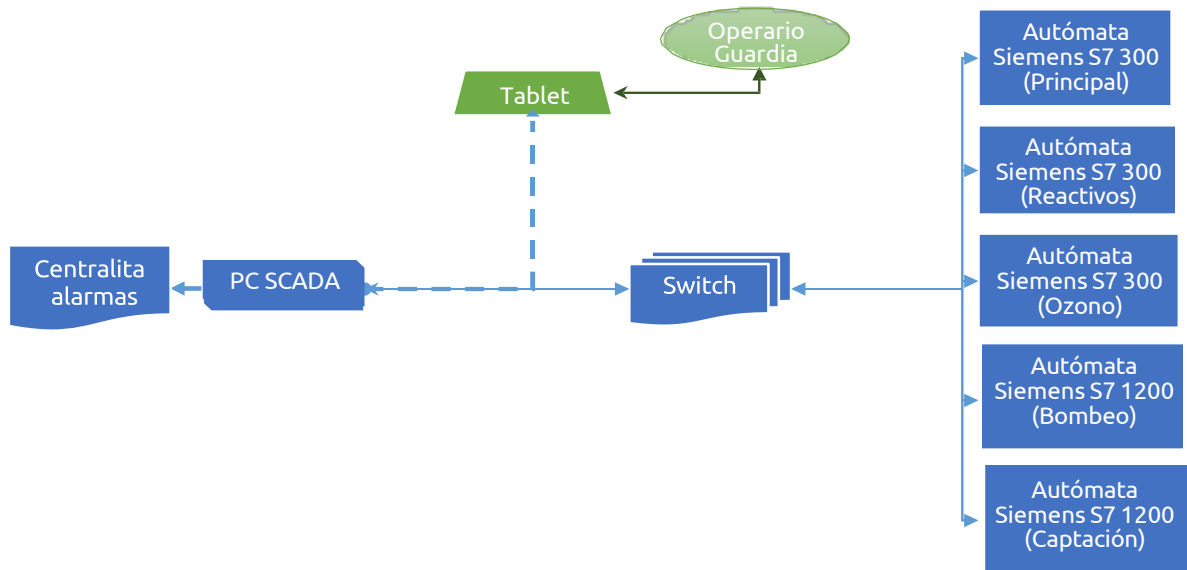 Operario
Guardia
Tablet
Centralita
alarmas
PC SCADA
Switch
Autómata
Siemens S7 300
(Principal)
Autómata
Siemens S7 300
(Reactivos)
Autómata
Siemens S7 300
(Ozono)
Autómata
Siemens S7 1200
(Bombeo)
Autómata
Siemens S7 1200
(Captación)